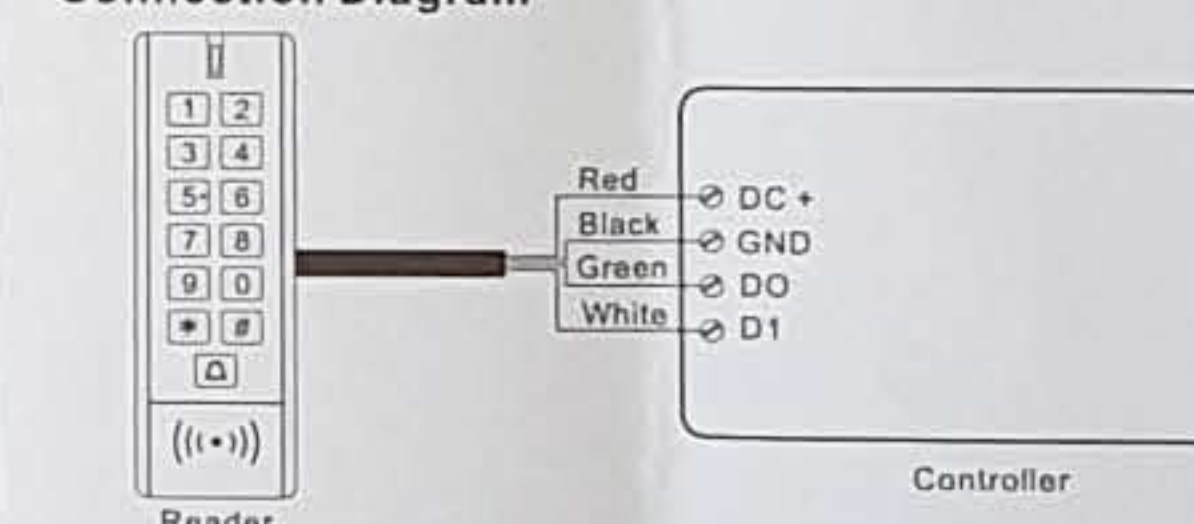 Connection Diagram
1 2
3 4
5 6
7 8
9 0
* #
Red
Black
Green
White
DC +
GND
DO
D1
Reader
Controller